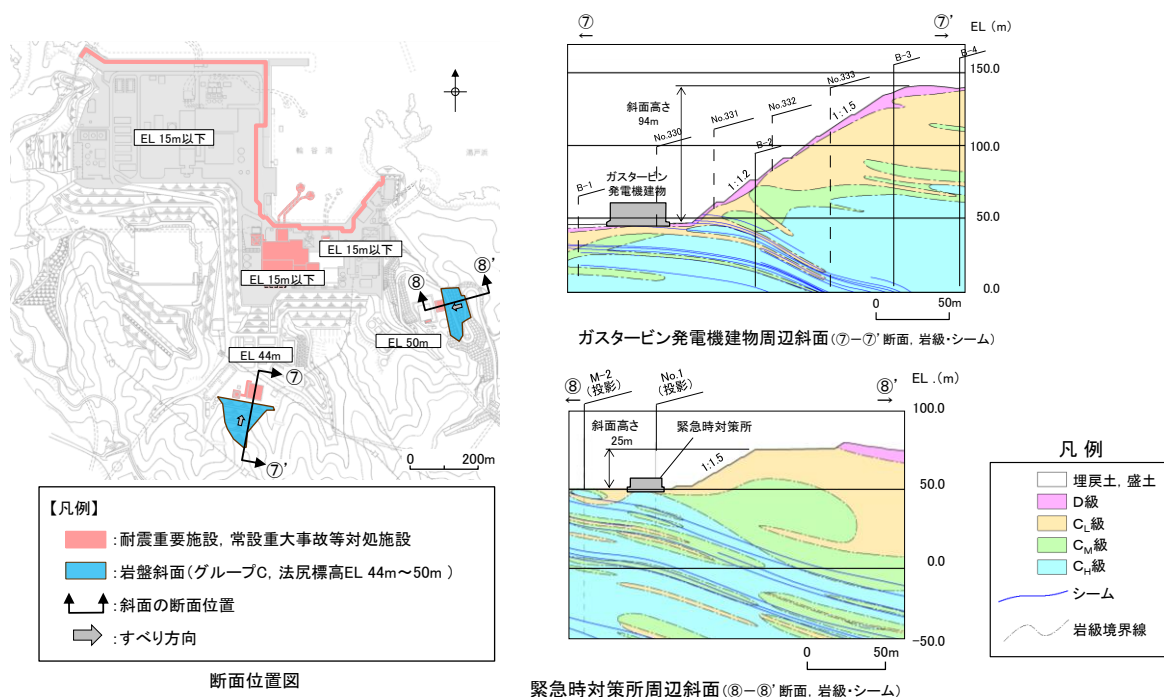 EL 15m以下
EL 15m以下
EL 15m以下
⑧
⑧’
EL 50m
EL 44m
⑦
⑦’
0
200m
【凡例】
:耐震重要施設，常設重大事故等対処施設
:岩盤斜面(グループC，法尻標高EL 44m～50m )
:斜面の断面位置
:すべり方向
断面位置図
⑦
⑦’
EL (m)
B-3
B-4
150.0
No.333
斜面高さ
94m
No.332
1:1.5
No.331
No.330
100.0
B-2
ガスタービン
発電機建物
1:1.2
B-1
50.0
0.0
0
50m
ガスタービン発電機建物周辺斜面(⑦-⑦’断面，岩級・シーム)
M-2
(投影)
No.1
(投影)
⑧
⑧’
EL .(m)
100.0
斜面高さ
25m
緊急時対策所
1:1.5
50.0
0.0
-50.0
0
50m
緊急時対策所周辺斜面(⑧-⑧’断面，岩級・シーム)
凡 例
埋戻土，盛土
D級
CL級
CM級
CH級
シーム
岩級境界線